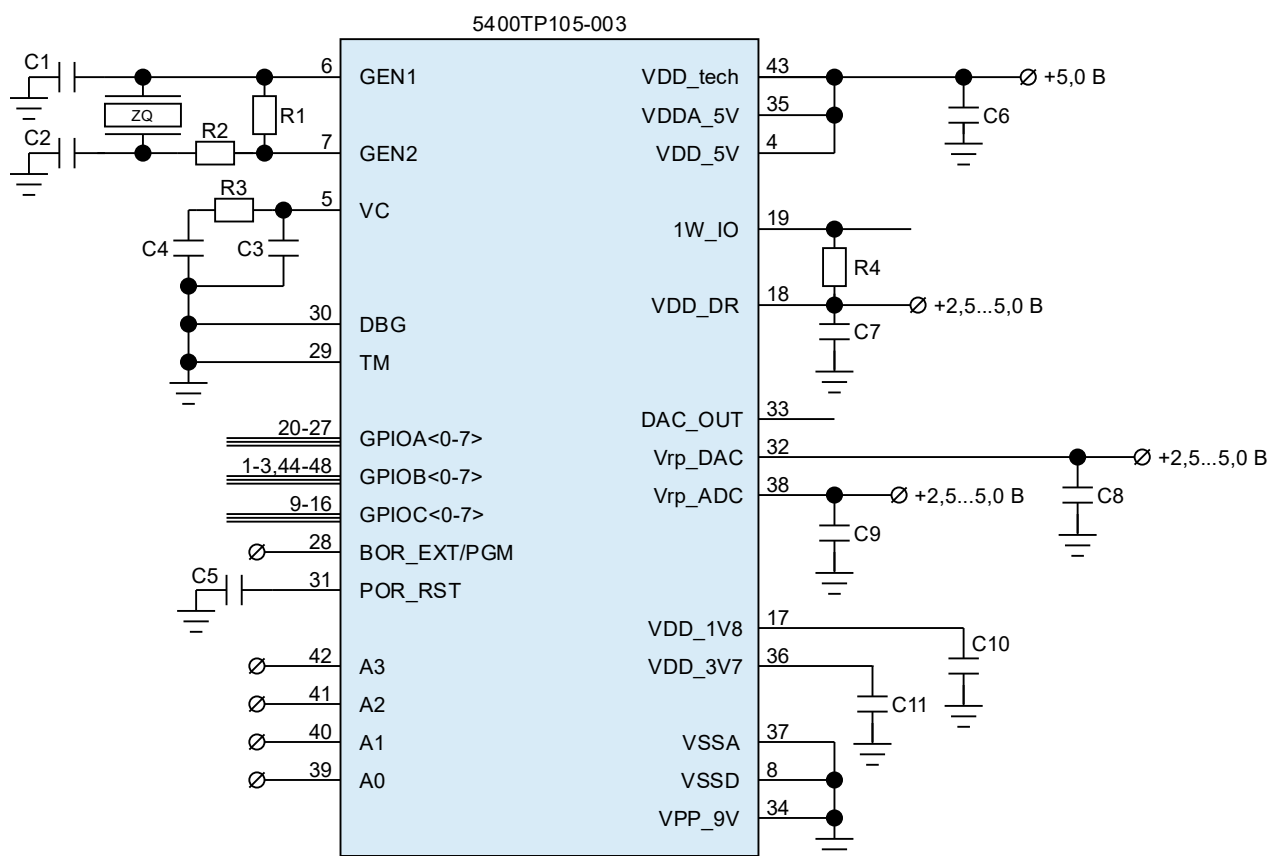 5400TP105-003
C1
6
GEN1
ZQ
R1
C2
R2
7
GEN2
R3
5
VC
C4
C3
30
DBG
29
TM
20-27
GPIOA<0-7>
1-3,44-48
GPIOB<0-7>
9-16
GPIOC<0-7>
28
BOR_EXT/PGM
C5
31
POR_RST
42
A3
41
A2
40
A1
39
A0
VDD_tech
43
+5,0 В
VDDA_5V
35
C6
VDD_5V
4
1W_IO
19
R4
VDD_DR
18
+2,5...5,0 В
C7
DAC_OUT
33
Vrp_DAC
32
+2,5...5,0 В
C8
Vrp_ADC
38
+2,5...5,0 В
C9
VDD_1V8
17
C10
VDD_3V7
36
C11
VSSA
37
VSSD
8
VPP_9V
34